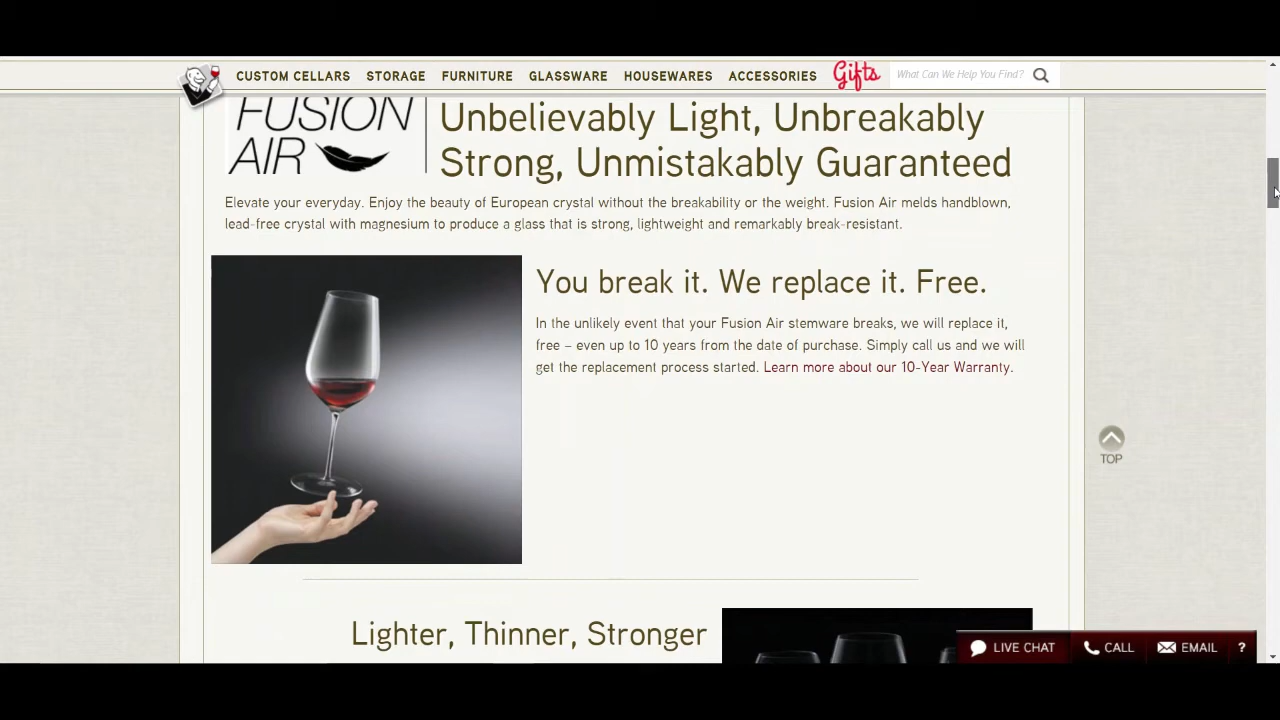 CUSTOM CELLARS STORAGE FURNITURE GLASSWARE HOUSEWARES ACCESSORIES Gifts What Can We Help You Find?
FUSION
AIR
Unbelievably Light, Unbreakably
Strong, Unmistakably Guaranteed
Elevate your everyday. Enjoy the beauty of European crystal without the breakability or the weight. Fusion Air melds handblown,
lead-free crystal with magnesium to produce a glass that is strong, lightweight and remarkably break-resistant.
You break it. We replace it. Free.
In the unlikely event that your Fusion Air stemware breaks, we will replace it,
free – even up to 10 years from the date of purchase. Simply call us and we will
get the replacement process started. Learn more about our 10-Year Warranty.
TOP
Lighter, Thinner, Stronger
LIVE CHAT CALL EMAIL ?